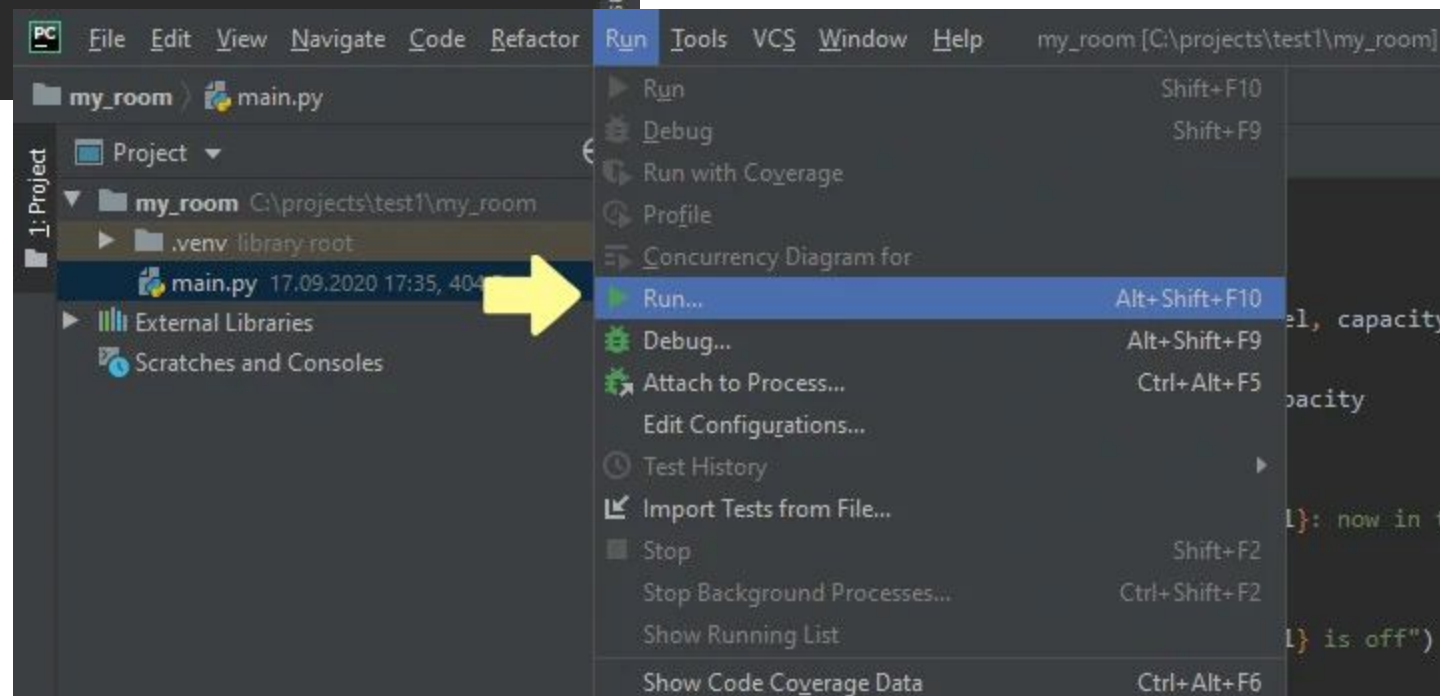 PC File Edit View Navigate Code Refactor Run Tools VCS Window Help my_room [C:\projects\test1\my_room]
my_room main.py
1: Project
Project
my_room C:\projects\test1\my_room
.venv library root
main.py 17.09.2020 17:35, 404
External Libraries
Scratches and Consoles
Run Shift+F10
Debug Shift+F9
Run with Coverage
Profile
Concurrency Diagram for
Run... Alt+Shift+F10
Debug... Alt+Shift+F9
Attach to Process... Ctrl+Alt+F5
Edit Configurations...
Test History
Import Tests from File...
Stop Shift+F2
Stop Background Processes... Ctrl+Shift+F2
Show Running List
Show Code Coverage Data Ctrl+Alt+F6
el, capacity
pacity
l}: now in
l} is off")